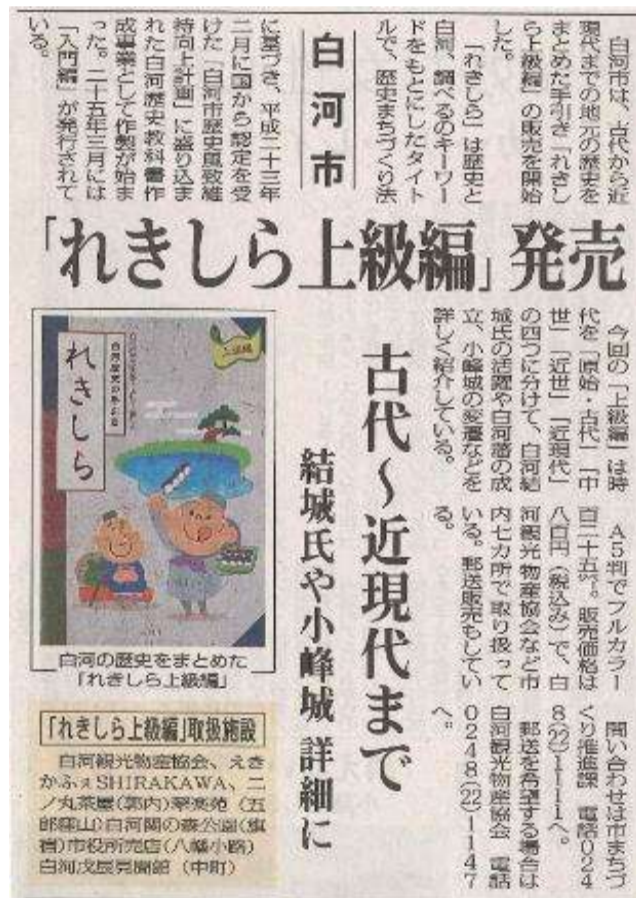 白河市
「れきしら上級編」発売
古代〜近現代まで
結城氏や小峰城 詳細に
白河市は、古代から近
現代までの地元の歴史を
まとめた手引き「れきし
ら上級編」の販売を開始
した。
「れきしら」は歴史と
白河、調べるのキーワー
ドをもとにしたタイト
ルで、歴史まちづくり法
に基づき、平成二十三年
二月に国から認定を受
けた「白河市歴史風致維
持向上計画」に盛り込ま
れた白河歴史教科書作
成事業として作製が始ま
った。二十五年三月には
「入門編」が発行されて
いる。
今回の「上級編」は時
代を「原始・古代」「中
世」「近世」「近現代」
の四つに分けて、白河結
城氏の活躍や白河藩の成
立、小峰城の変遷などを
詳しく紹介している。
A5判でフルカラー
百二十五㌻。販売価格は
八百円（税込み）で、白
河観光物産協会など市
内七カ所で取り扱って
いる。郵送販売もしてい
る。
問い合わせは市まちづ
くり推進課 電話024
8(22)1111へ。
郵送を希望する場合は
白河観光物産協会 電話
0248(22)1147
へ。
上級編
れきしら
白河の歴史をまとめた
「れきしら上級編」
「れきしら上級編」取扱施設
白河観光物産協会、えき
かふぇSHIRAKAWA、二
ノ丸茶屋(郭内)翠楽苑（五
郎窪山)白河関の森公園(旗
宿)市役所売店(八幡小路)
白河戊辰見聞館（中町）